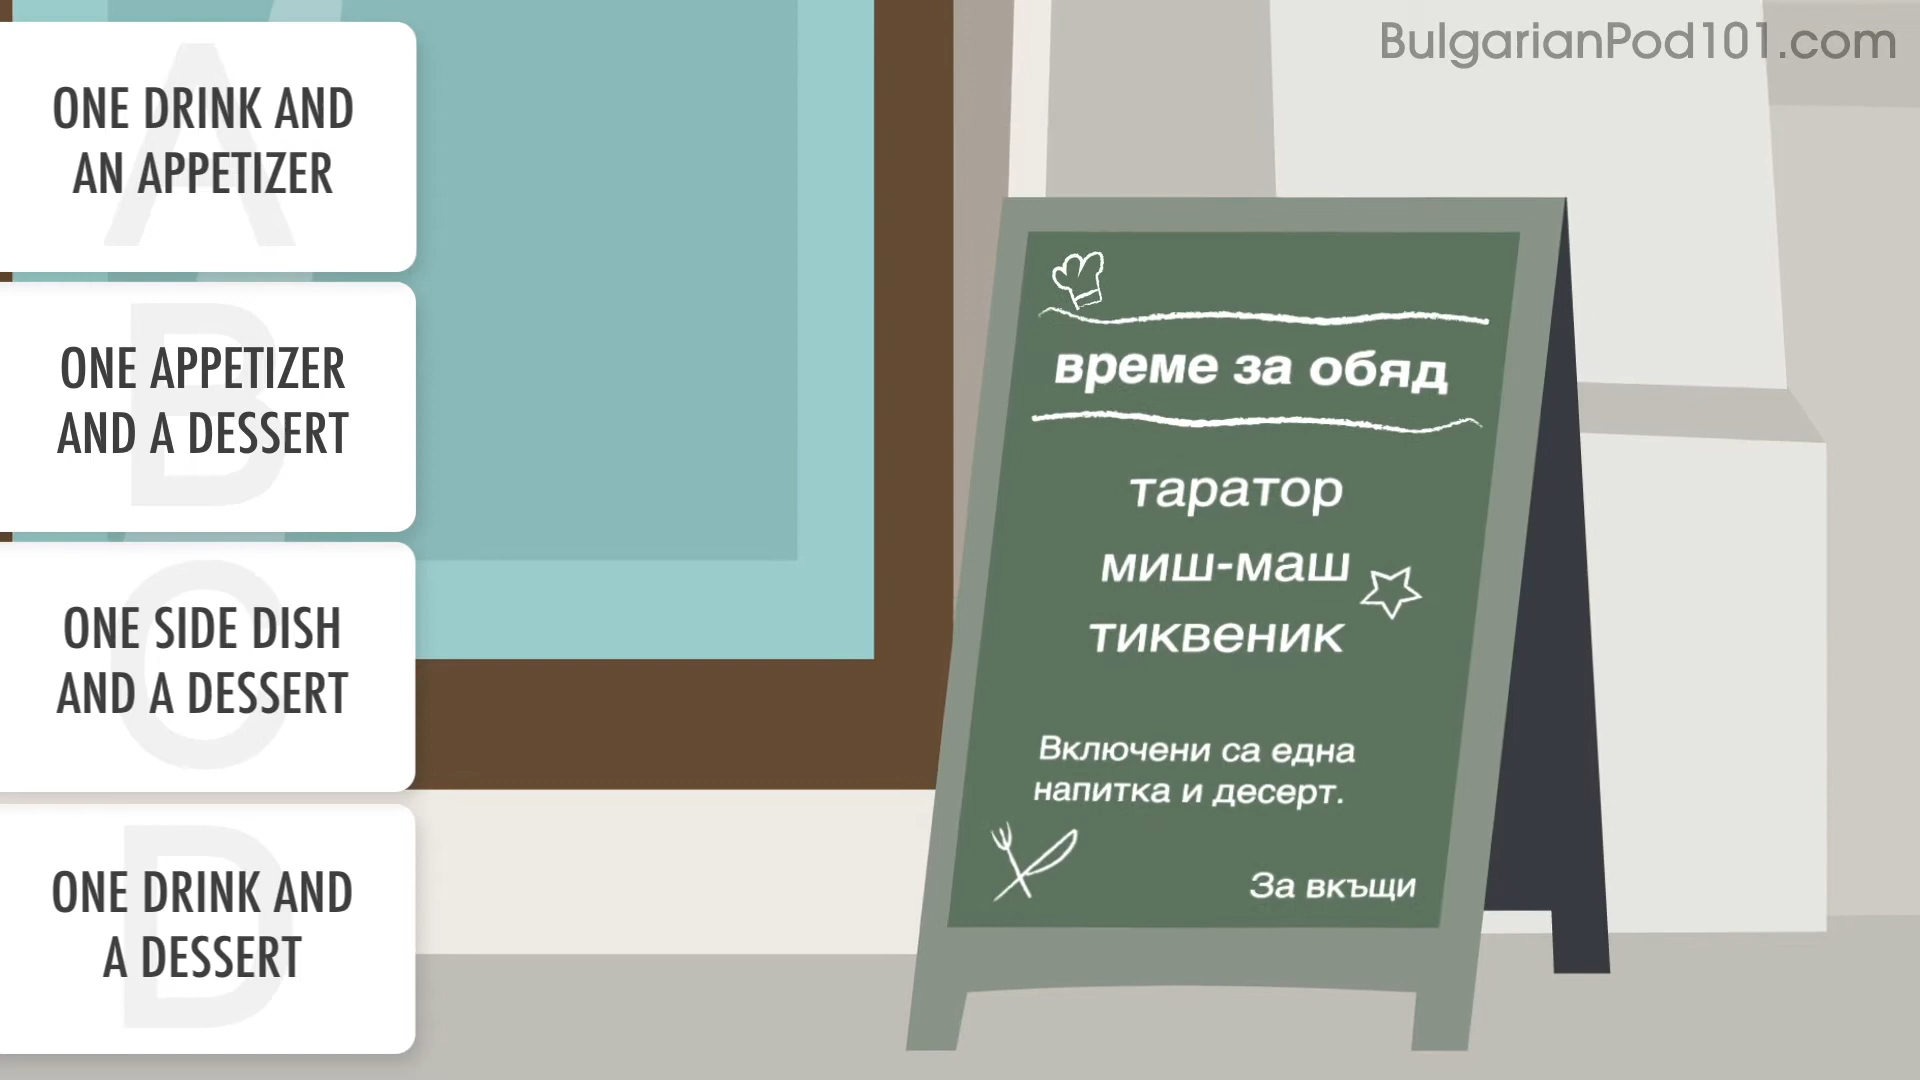 BulgarianPod101.com
ONE DRINK AND
AN APPETIZER
A
ONE APPETIZER
AND A DESSERT
B
ONE SIDE DISH
AND A DESSERT
C
ONE DRINK AND
A DESSERT
D
време за обяд
таратор
миш-маш
тиквеник
Включени са една
напитка и десерт.
За вкъщи